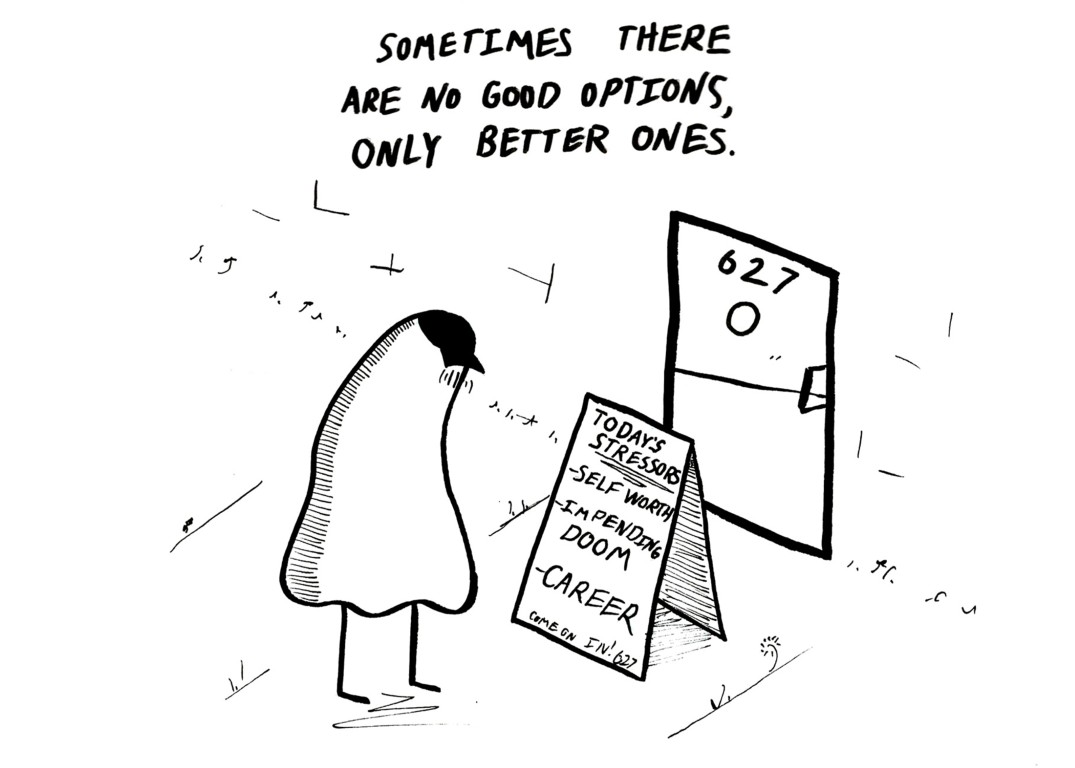 SOMETIMES THERE
ARE NO GOOD OPTIONS,
ONLY BETTER ONES.
627
TODAY'S
STRESSORS
-SELF WORTH
-IMPENDING
DOOM
-CAREER
COME ON IN! 627